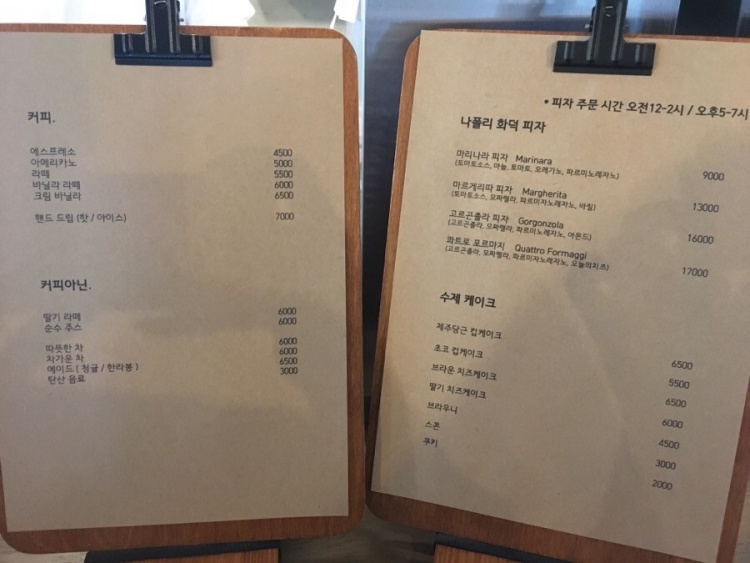 커피.
에스프레소 4500
아메리카노 5000
라떼 5500
바닐라 라떼 6000
크림 바닐라 6500
핸드 드립 (핫 / 아이스) 7000
커피아닌.
딸기 라떼 6000
순수 주스 6000
따뜻한 차 6000
차가운 차 6000
에이드 ( 청귤 / 한라봉 ) 6500
탄산 음료 3000
• 피자 주문 시간 오전12-2시 / 오후5-7시
나폴리 화덕 피자
마리나라 피자 Marinara 9000
(토마토소스, 마늘, 토마토, 오레가노, 파르미노레자노)
마르게리따 피자 Margherita 13000
(토마토소스, 모짜렐라, 파르미자노레자노, 바질)
고르곤졸라 피자 Gorgonzola 16000
(고르곤졸라, 모짜렐라, 파르미노레자노, 아몬드)
콰트로 포르마지 Quattro Formaggi 17000
(고르곤졸라, 모짜렐라, 파르미자노레자노, 오늘의치즈)
수제 케이크
제주당근 컵케이크 6500
초코 컵케이크 5500
브라운 치즈케이크 6500
딸기 치즈케이크 6000
브라우니 4500
스콘 3000
쿠키 2000